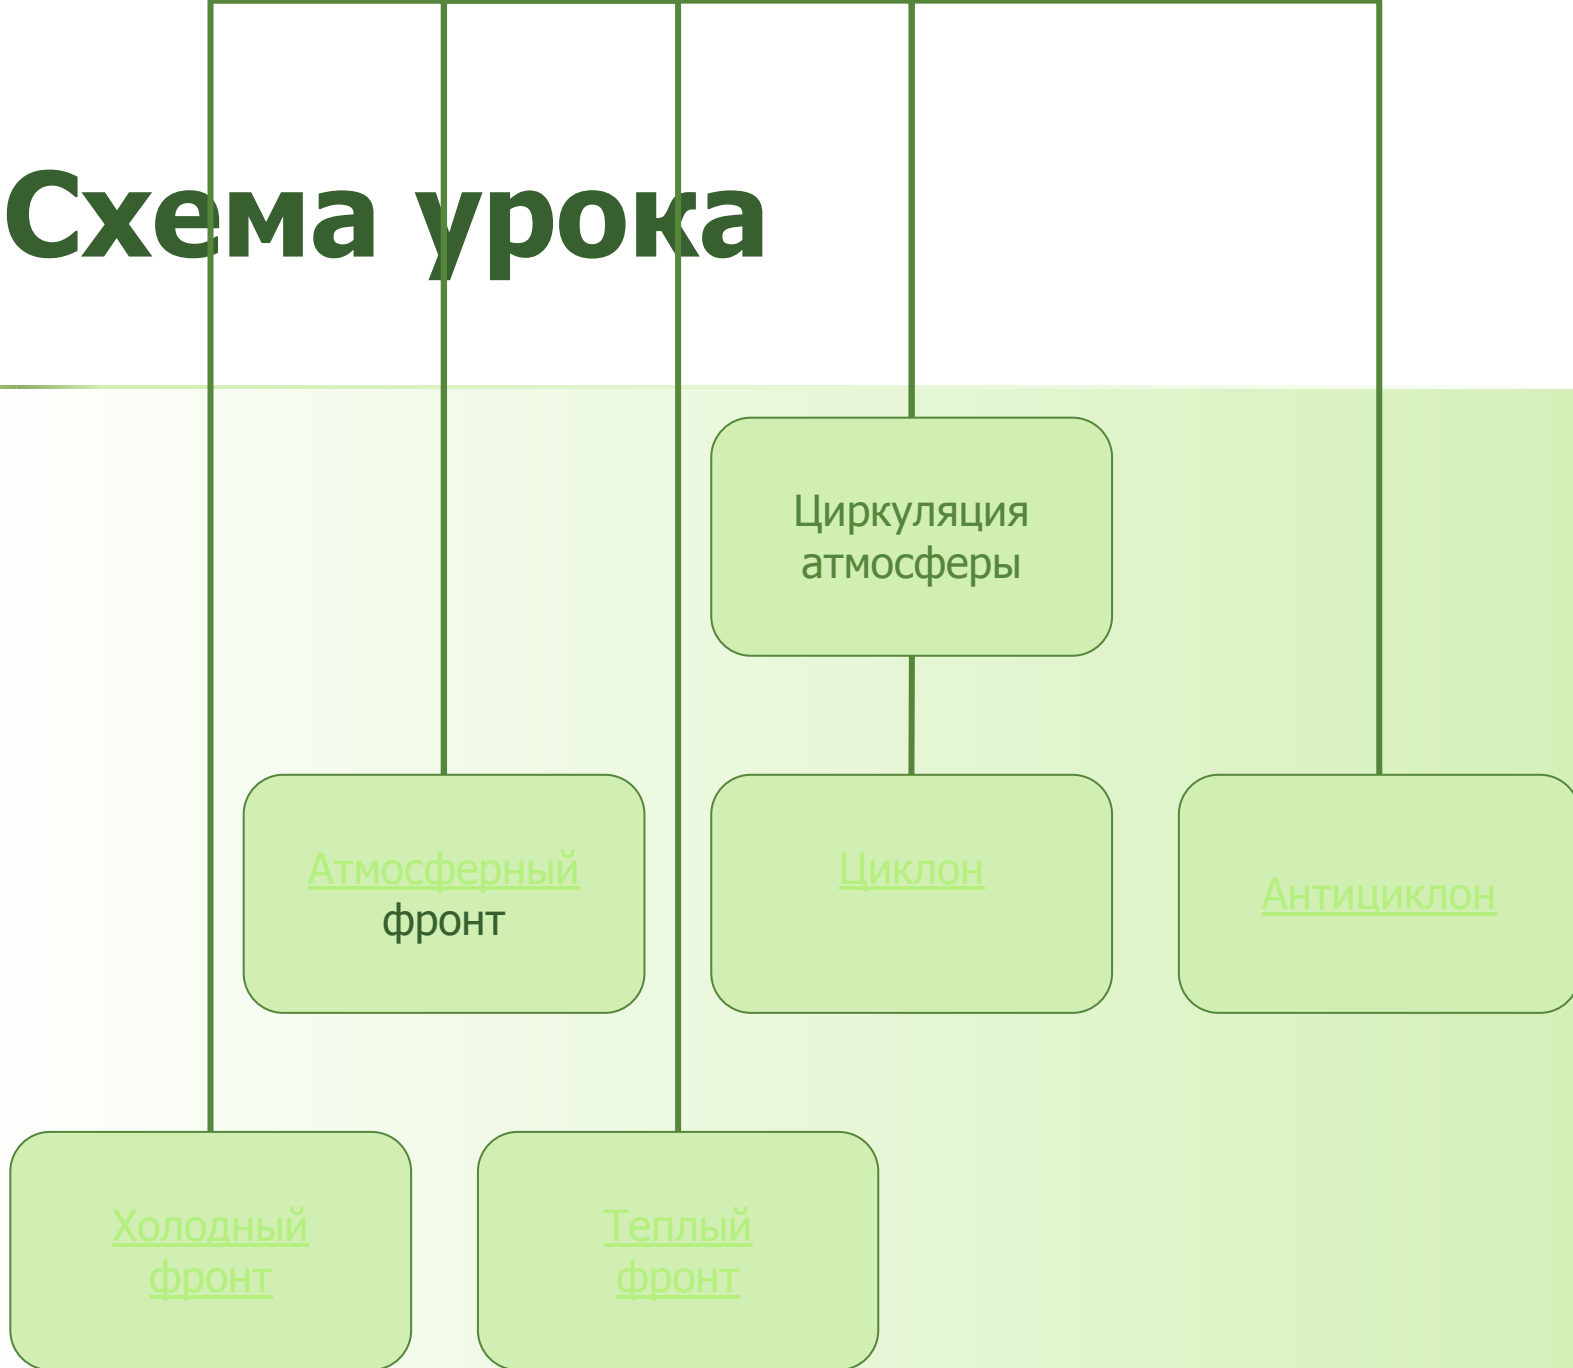 Схема урока
Циркуляция
атмосферы
Атмосферный
фронт
Циклон
Антициклон
Холодный
фронт
Теплый
фронт